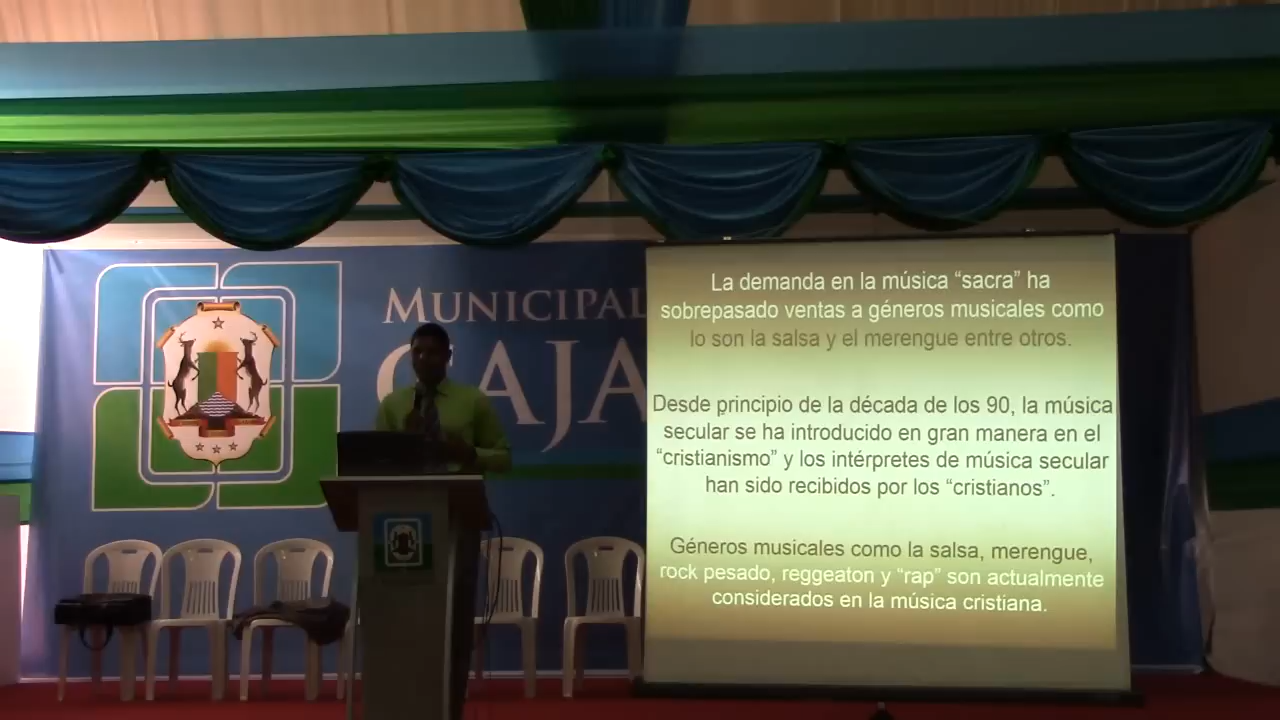 MUNICIPAL
CAJA
La demanda en la música “sacra” ha
sobrepasado ventas a géneros musicales como
lo son la salsa y el merengue entre otros.
Desde principio de la década de los 90, la música
secular se ha introducido en gran manera en el
“cristianismo” y los intérpretes de música secular
han sido recibidos por los “cristianos”.
Géneros musicales como la salsa, merengue,
rock pesado, reggeaton y “rap” son actualmente
considerados en la música cristiana.